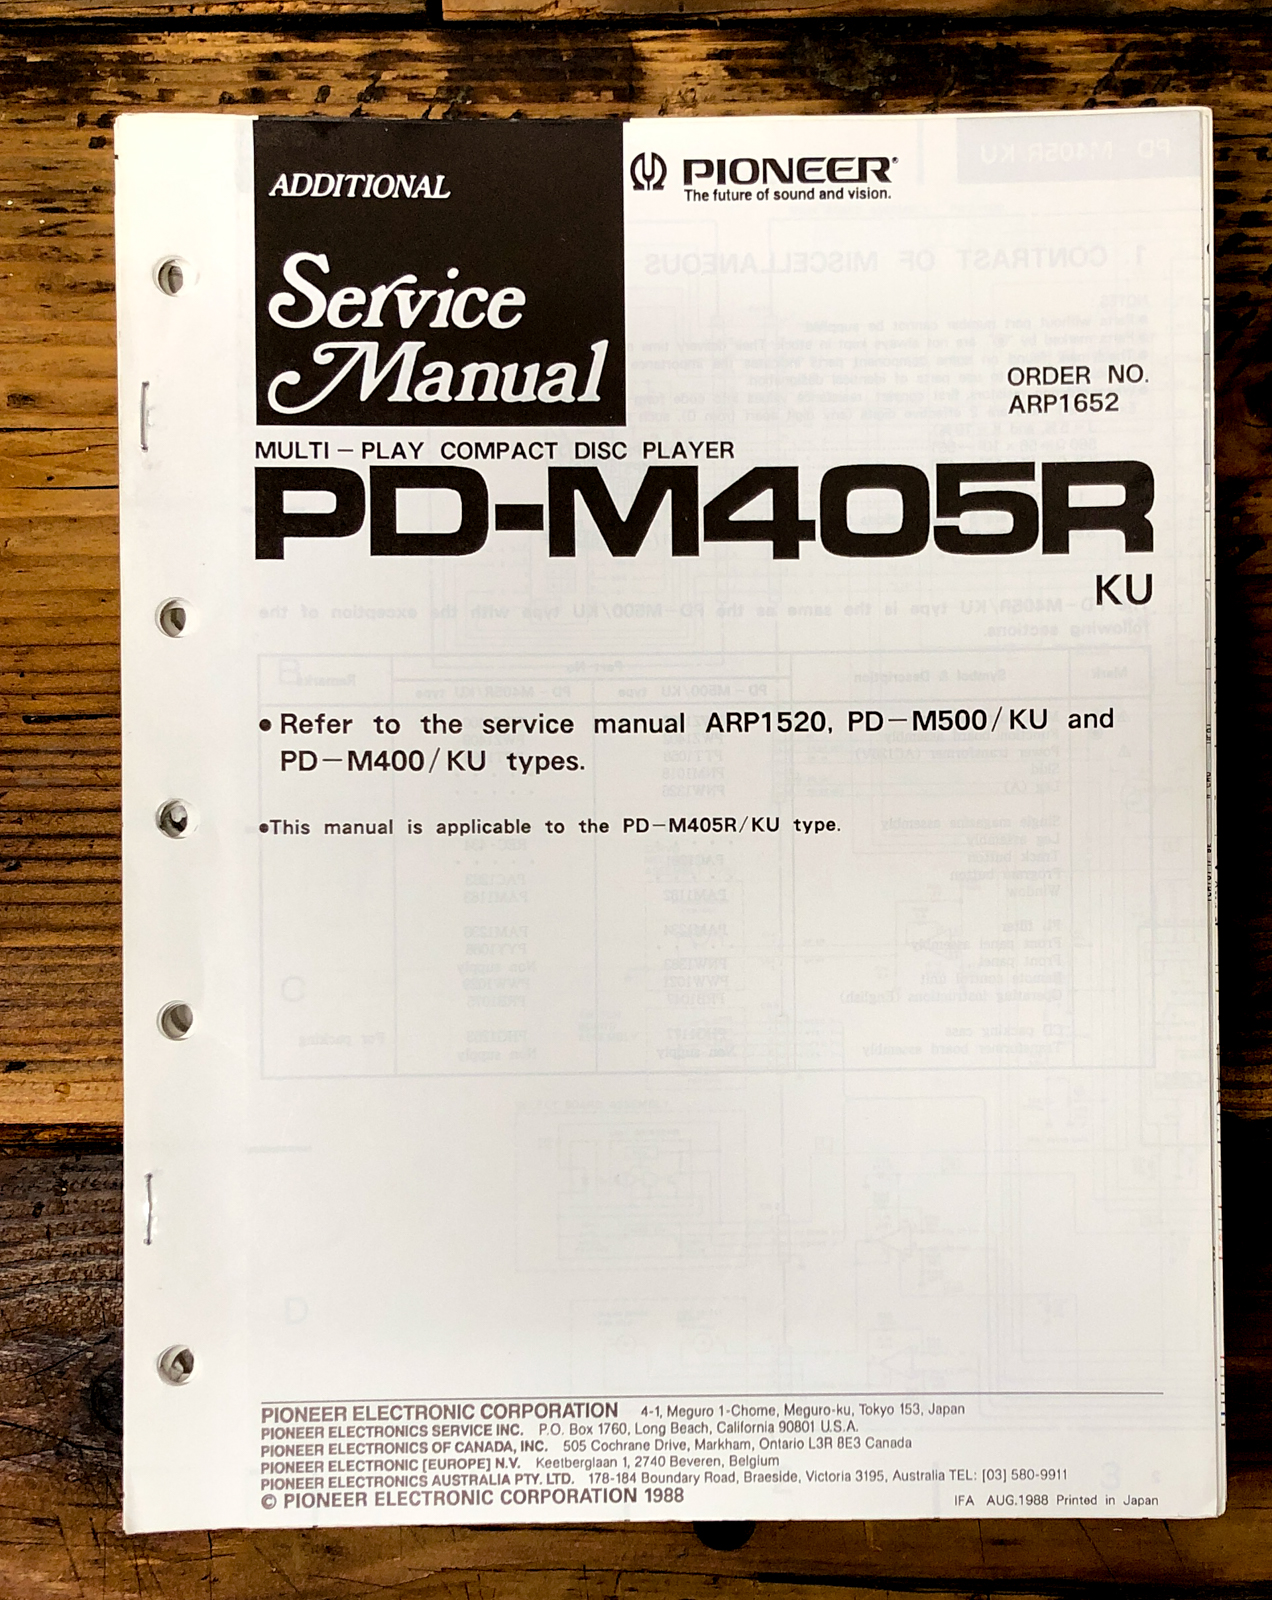 ADDITIONAL
Service
Manual
PIONEER®
The future of sound and vision.
ORDER NO.
ARP1652
MULTI – PLAY COMPACT DISC PLAYER
PD-M405R
KU
● Refer to the service manual ARP1520, PD–M500/KU and
PD–M400/KU types.
●This manual is applicable to the PD–M405R/KU type.
PIONEER ELECTRONIC CORPORATION 4-1, Meguro 1-Chome, Meguro-ku, Tokyo 153, Japan
PIONEER ELECTRONICS SERVICE INC. P.O. Box 1760, Long Beach, California 90801 U.S.A.
PIONEER ELECTRONICS OF CANADA, INC. 505 Cochrane Drive, Markham, Ontario L3R 8E3 Canada
PIONEER ELECTRONIC [EUROPE] N.V. Keetberglaan 1, 2740 Beveren, Belgium
PIONEER ELECTRONICS AUSTRALIA PTY. LTD. 178-184 Boundary Road, Braeside, Victoria 3195, Australia TEL: [03] 580-9911
© PIONEER ELECTRONIC CORPORATION 1988
IFA AUG.1988 Printed in Japan